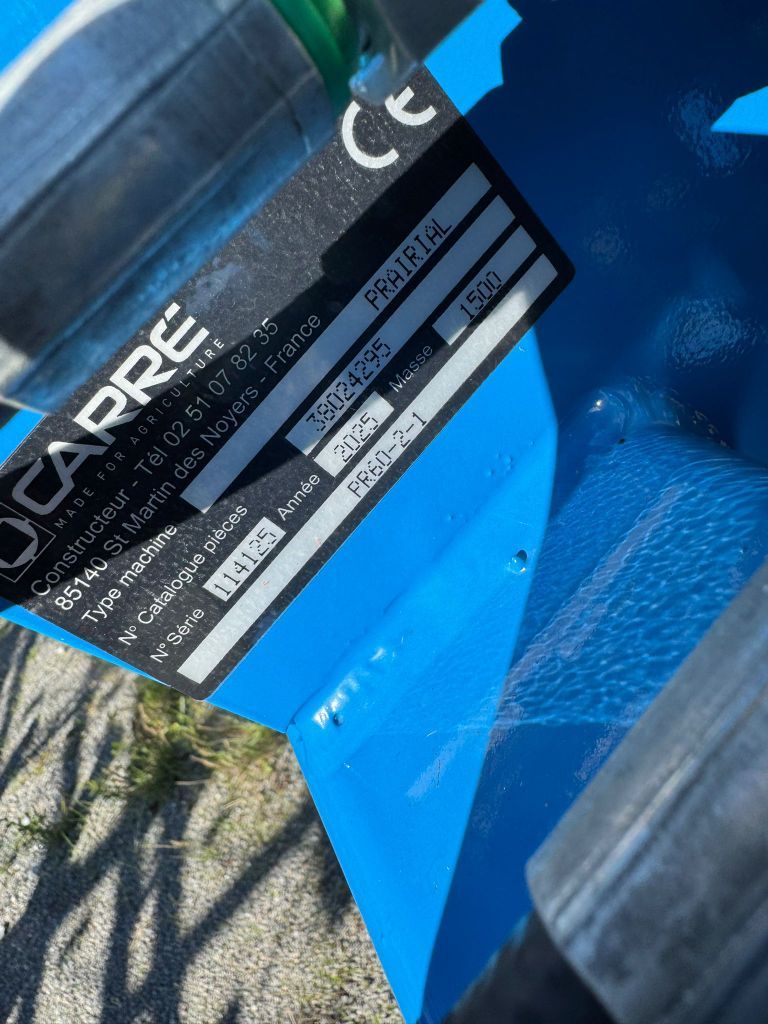 CE
CARRÉ
MADE FOR AGRICULTURE
Constructeur - Tél 02 51 07 82 35
85140 St Martin des Noyers - France
Type machine PRAIRIAL
N° Catalogue pièces 38024295
N° Série 114125 Année 2025 Masse 1500
PR60-2-1